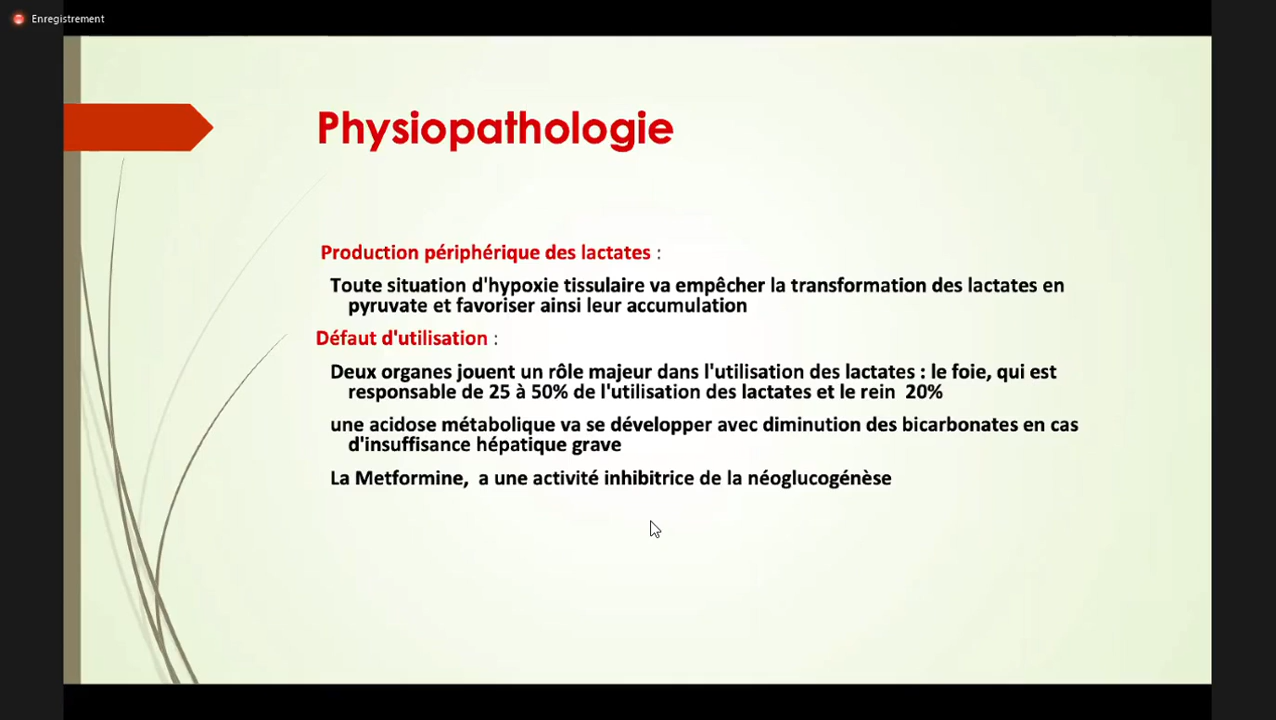 Enregistrement
Physiopathologie
Production périphérique des lactates :
Toute situation d'hypoxie tissulaire va empêcher la transformation des lactates en
pyruvate et favoriser ainsi leur accumulation
Défaut d'utilisation :
Deux organes jouent un rôle majeur dans l'utilisation des lactates : le foie, qui est
responsable de 25 à 50% de l'utilisation des lactates et le rein 20%
une acidose métabolique va se développer avec diminution des bicarbonates en cas
d'insuffisance hépatique grave
La Metformine, a une activité inhibitrice de la néoglucogénèse